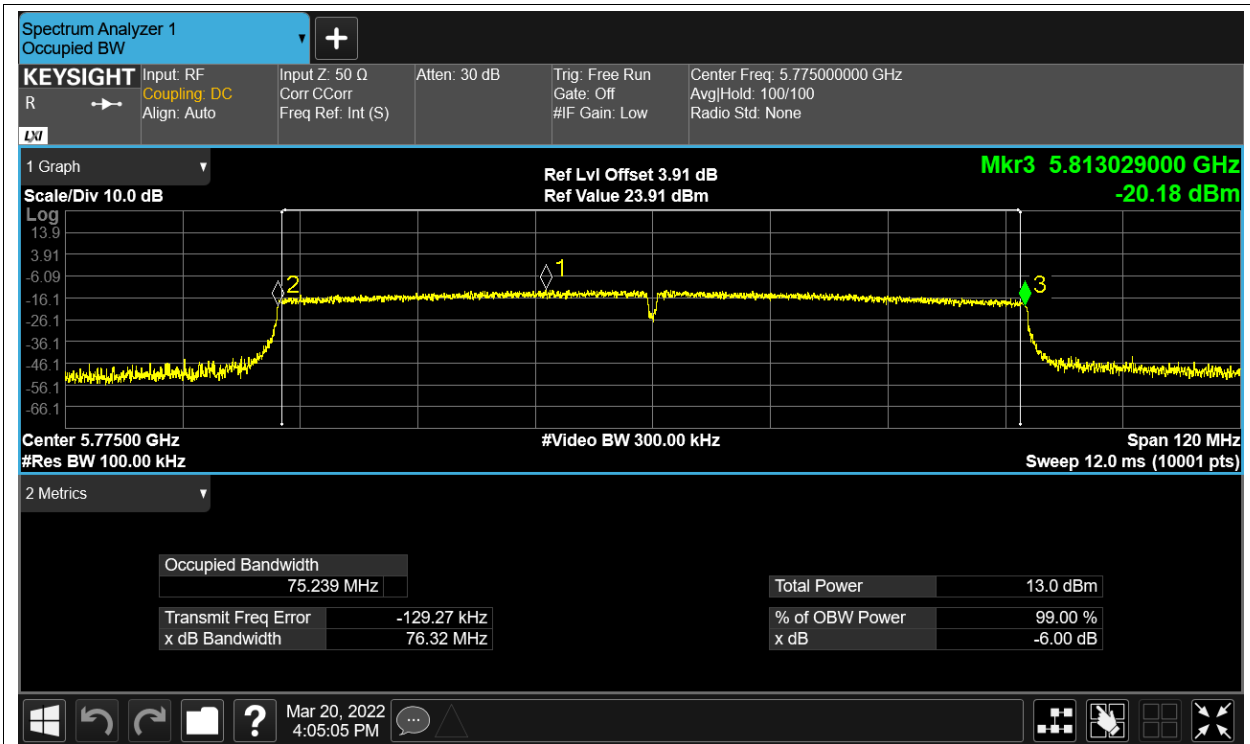 Spectrum Analyzer 1
Occupied BW
KEYSIGHT
R
LXI
Input: RF
Coupling: DC
Align: Auto
Input Z: 50 Ω
Corr CCorr
Freq Ref: Int (S)
Atten: 30 dB
Trig: Free Run
Gate: Off
#IF Gain: Low
Center Freq: 5.775000000 GHz
Avg|Hold: 100/100
Radio Std: None
1 Graph
Scale/Div 10.0 dB
Ref Lvl Offset 3.91 dB
Ref Value 23.91 dBm
Mkr3 5.813029000 GHz
-20.18 dBm
Log
13.9
3.91
-6.09
-16.1
-26.1
-36.1
-46.1
-56.1
-66.1
2
1
3
Center 5.77500 GHz
#Res BW 100.00 kHz
#Video BW 300.00 kHz
Span 120 MHz
Sweep 12.0 ms (10001 pts)
2 Metrics
Occupied Bandwidth
75.239 MHz
Transmit Freq Error -129.27 kHz
x dB Bandwidth 76.32 MHz
Total Power 13.0 dBm
% of OBW Power 99.00 %
x dB -6.00 dB
?
Mar 20, 2022
4:05:05 PM